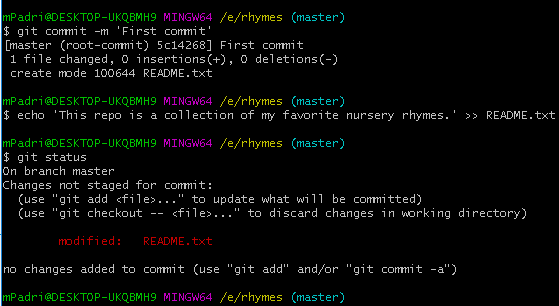 mPadri@DESKTOP-UKQBMH9 MINGW64 /e/rhymes
$ git commit -m 'First commit'
[master (root-commit) 5c14268] First commit
 1 file changed, 0 insertions(+), 0 deletions(-)
 create mode 100644 README.txt
mPadri@DESKTOP-UKQBMH9 MINGW64 /e/rhymes (master)
$ echo 'This repo is a collection of my favorite nursery rhymes.' >> README.txt
mPadri@DESKTOP-UKQBMH9 MINGW64 /e/rhymes (master)
$ git status
On branch master
Changes not staged for commit:
  (use "git add <file>..." to update what will be committed)
  (use "git checkout -- <file>..." to discard changes in working directory)
        modified:   README.txt
no changes added to commit (use "git add" and/or "git commit -a")
mPadri@DESKTOP-UKQBMH9 MINGW64 /e/rhymes (master)